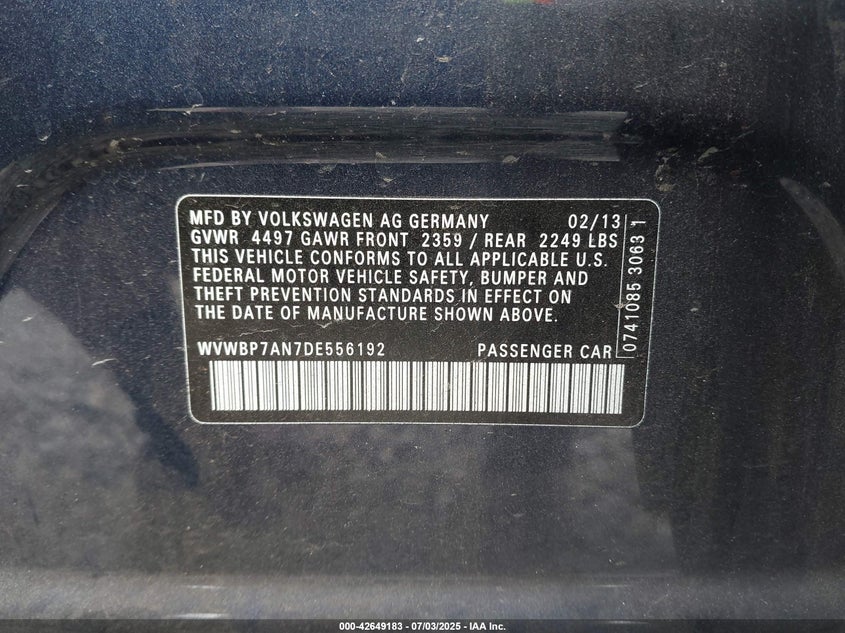 MFD BY VOLKSWAGEN AG GERMANY 02/13
GVWR 4497 GAWR FRONT 2359 / REAR 2249 LBS
THIS VEHICLE CONFORMS TO ALL APPLICABLE U.S.
FEDERAL MOTOR VEHICLE SAFETY, BUMPER AND
THEFT PREVENTION STANDARDS IN EFFECT ON
THE DATE OF MANUFACTURE SHOWN ABOVE.
WVWBP7AN7DE556192 PASSENGER CAR
0741085 3063 1
000-42649183 - 07/03/2025 - IAA Inc.